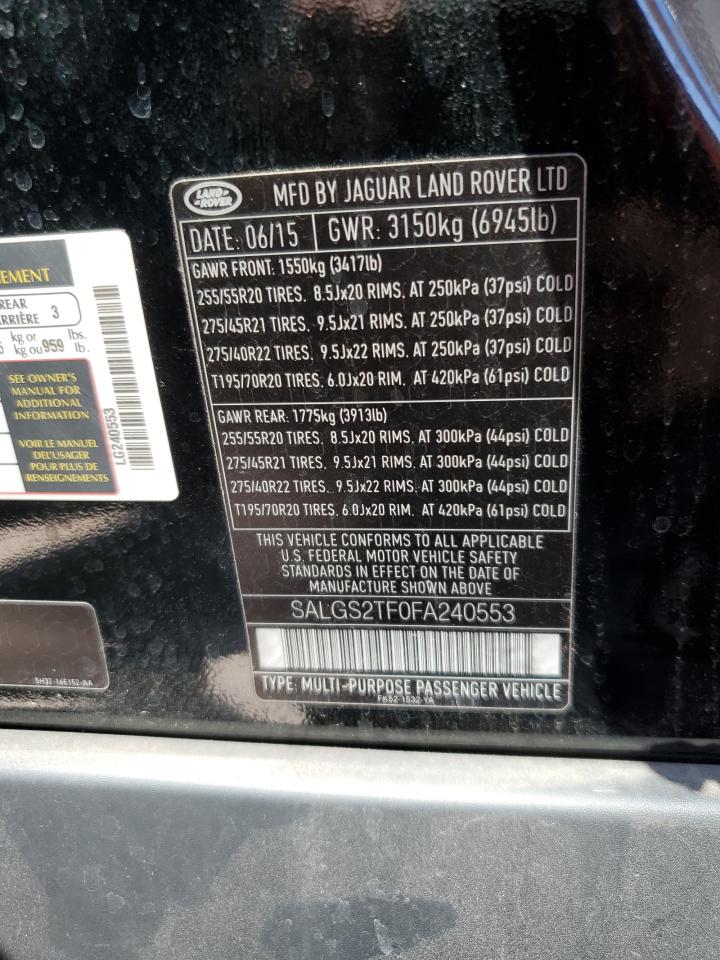 LAND
ROVER
MFD BY JAGUAR LAND ROVER LTD
DATE: 06/15 GWR: 3150kg (6945lb)
GAWR FRONT: 1550kg (3417lb)
255/55R20 TIRES. 8.5Jx20 RIMS. AT 250kPa (37psi) COLD
275/45R21 TIRES. 9.5Jx21 RIMS. AT 250kPa (37psi) COLD
275/40R22 TIRES. 9.5Jx22 RIMS. AT 250kPa (37psi) COLD
T195/70R20 TIRES. 6.0Jx20 RIM. AT 420kPa (61psi) COLD
GAWR REAR: 1775kg (3913lb)
255/55R20 TIRES. 8.5Jx20 RIMS. AT 300kPa (44psi) COLD
275/45R21 TIRES. 9.5Jx21 RIMS. AT 300kPa (44psi) COLD
275/40R22 TIRES. 9.5Jx22 RIMS. AT 300kPa (44psi) COLD
T195/70R20 TIRES. 6.0Jx20 RIM. AT 420kPa (61psi) COLD
THIS VEHICLE CONFORMS TO ALL APPLICABLE
U.S. FEDERAL MOTOR VEHICLE SAFETY
STANDARDS IN EFFECT ON THE DATE OF
MANUFACTURE SHOWN ABOVE
SALGS2TF0FA240553
TYPE: MULTI-PURPOSE PASSENGER VEHICLE
FK52-1532-YA
REAR
ARRIÈRE 3
kg or lbs.
kg ou 959 lb.
SEE OWNER'S
MANUAL FOR
ADDITIONAL
INFORMATION
VOIR LE MANUEL
DEL'USAGER
POUR PLUS DE
RENSEIGNEMENTS
LG240553
5H32-16E152-AA